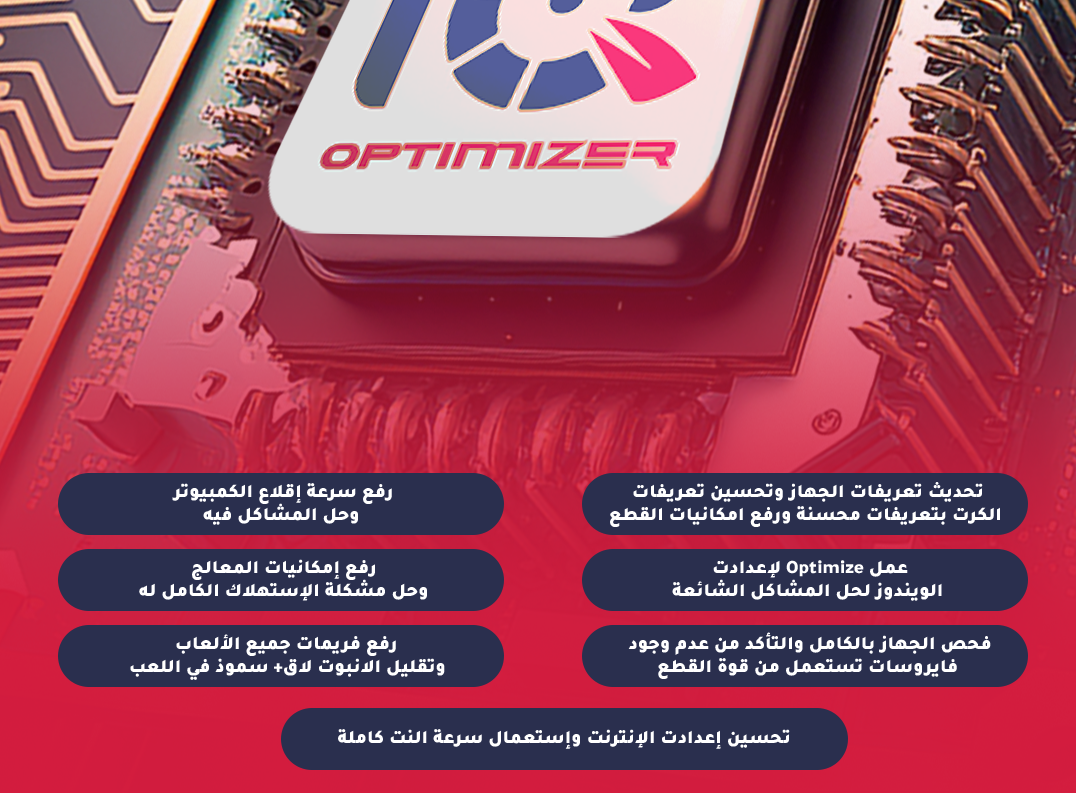 OPTIMIZER
تحديث تعريفات الجهاز وتحسين تعريفات
الكرت بتعريفات محسنة ورفع امكانيات القطع
رفع سرعة إقلاع الكمبيوتر
وحل المشاكل فيه
عمل Optimize لإعدادت
الويندوز لحل المشاكل الشائعة
رفع إمكانيات المعالج
وحل مشكلة الإستهلاك الكامل له
فحص الجهاز بالكامل والتأكد من عدم وجود
فايروسات تستعمل من قوة القطع
رفع فريمات جميع الألعاب
وتقليل الانبوت لاق+ سموذ في اللعب
تحسين إعدادت الإنترنت وإستعمال سرعة النت كاملة